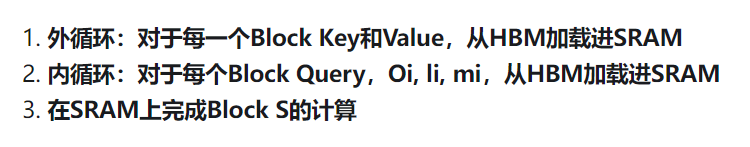 1. 外循环：对于每一个Block Key和Value，从HBM加载进SRAM
2. 内循环：对于每个Block Query，Oi, li, mi，从HBM加载进SRAM
3. 在SRAM上完成Block S的计算